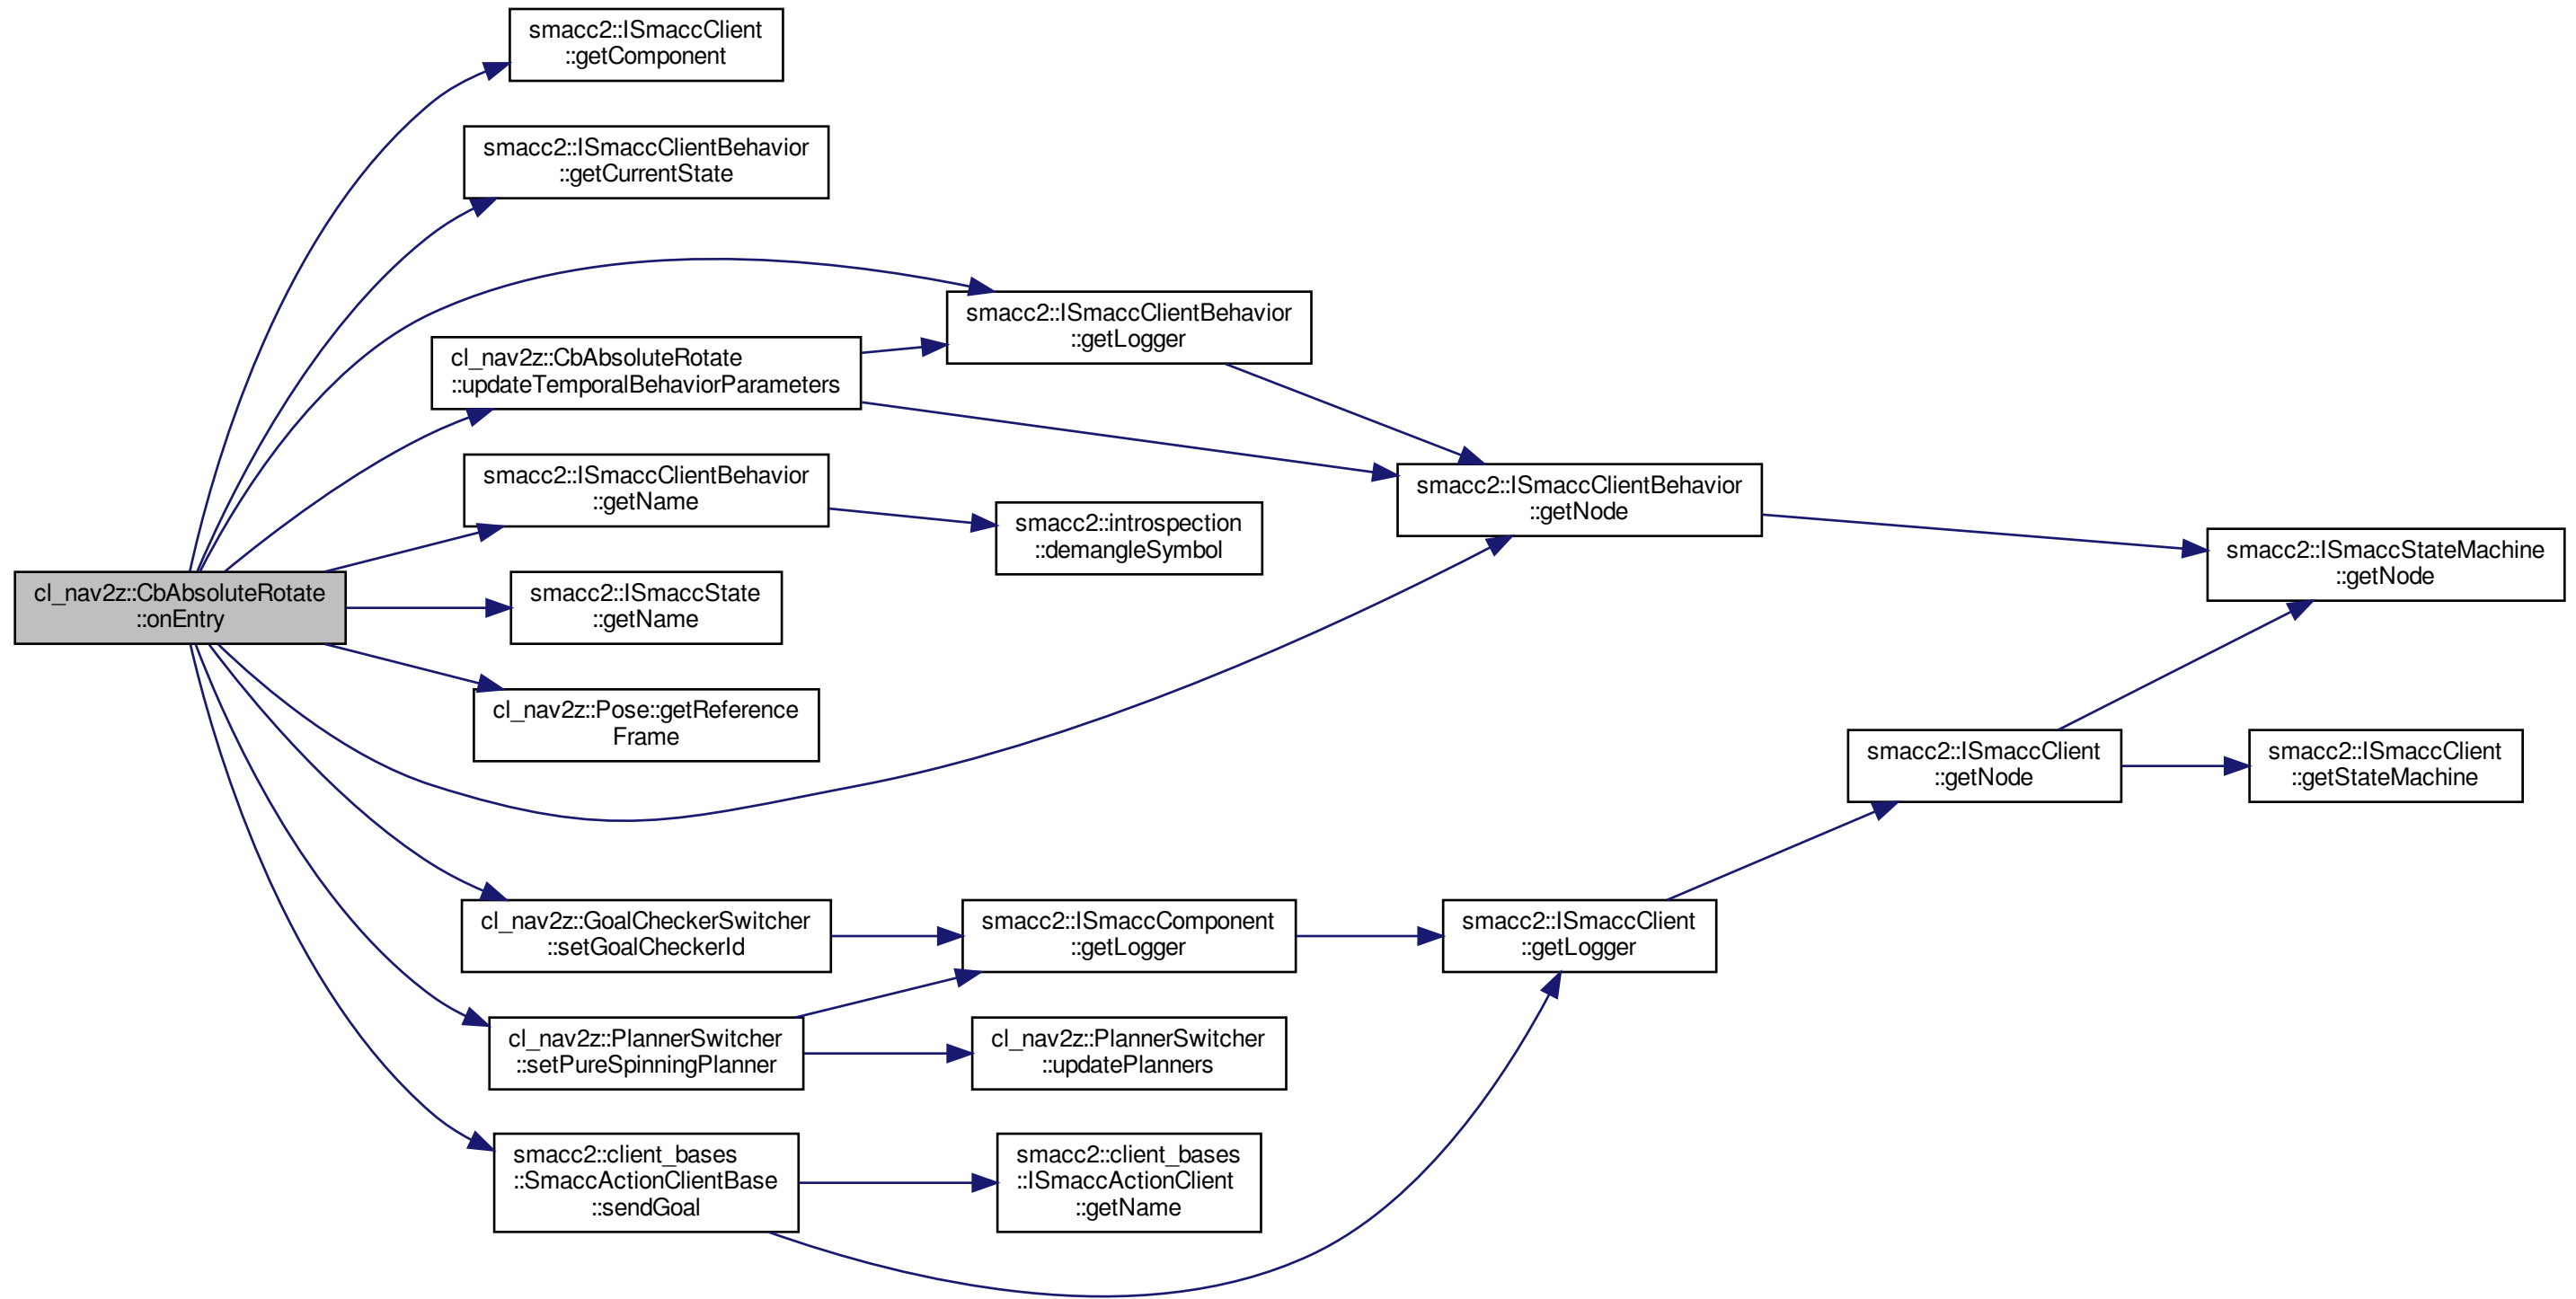 smacc2::ISmaccClient
::getComponent
smacc2::ISmaccClientBehavior
::getCurrentState
smacc2::ISmaccClientBehavior
::getLogger
cl_nav2z::CbAbsoluteRotate
::updateTemporalBehaviorParameters
smacc2::ISmaccClientBehavior
::getName
smacc2::ISmaccClientBehavior
::getNode
smacc2::introspection
::demangleSymbol
smacc2::ISmaccStateMachine
::getNode
cl_nav2z::CbAbsoluteRotate
::onEntry
smacc2::ISmaccState
::getName
cl_nav2z::Pose::getReference
Frame
smacc2::ISmaccClient
::getNode
smacc2::ISmaccClient
::getStateMachine
cl_nav2z::GoalCheckerSwitcher
::setGoalCheckerId
smacc2::ISmaccComponent
::getLogger
smacc2::ISmaccClient
::getLogger
cl_nav2z::PlannerSwitcher
::setPureSpinningPlanner
cl_nav2z::PlannerSwitcher
::updatePlanners
smacc2::client_bases
::SmaccActionClientBase
::sendGoal
smacc2::client_bases
::ISmaccActionClient
::getName